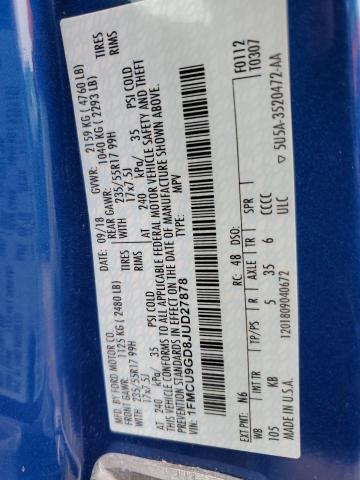 MFD. BY FORD MOTOR CO.
09/18 GVWR: 2159 KG ( 4760 LB)
FRONT GAWR: 1125 KG ( 2480 LB) REAR GAWR: 1040 KG ( 2293 LB)
WITH 235/55R17 99H TIRES WITH 235/55R17 99H TIRES
17x7.5J RIMS 17x7.5J RIMS
AT 240 kPa/ 35 PSI COLD AT 240 kPa/ 35 PSI COLD
THIS VEHICLE CONFORMS TO ALL APPLICABLE FEDERAL MOTOR VEHICLE SAFETY AND THEFT
PREVENTION STANDARDS IN EFFECT ON THE DATE OF MANUFACTURE SHOWN ABOVE.
VIN: 1FMCU9GD8JUD27878
TYPE: MPV
F0112
T0307
EXT PNT: N6 RC: 48 DSO:
WB INT TR TP/PS R AXLE TR SPR
105 KB 5 35 6 CCCC
MADE IN U.S.A. 1201809040672 ULC
▽ 5U5A-3520472-AA